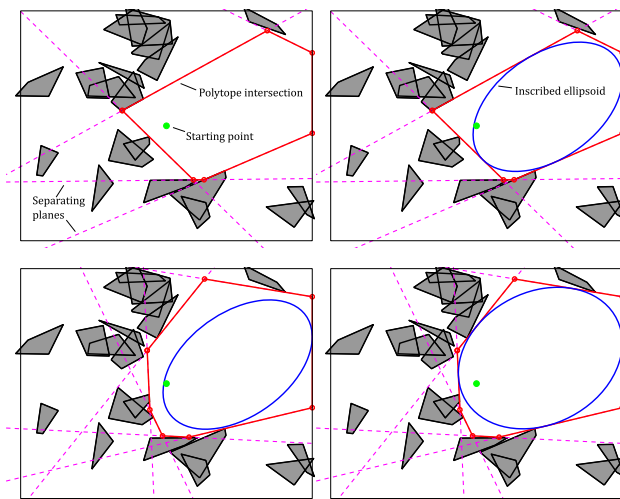 Polytope intersection
Starting point
Separating
planes
Inscribed ellipsoid